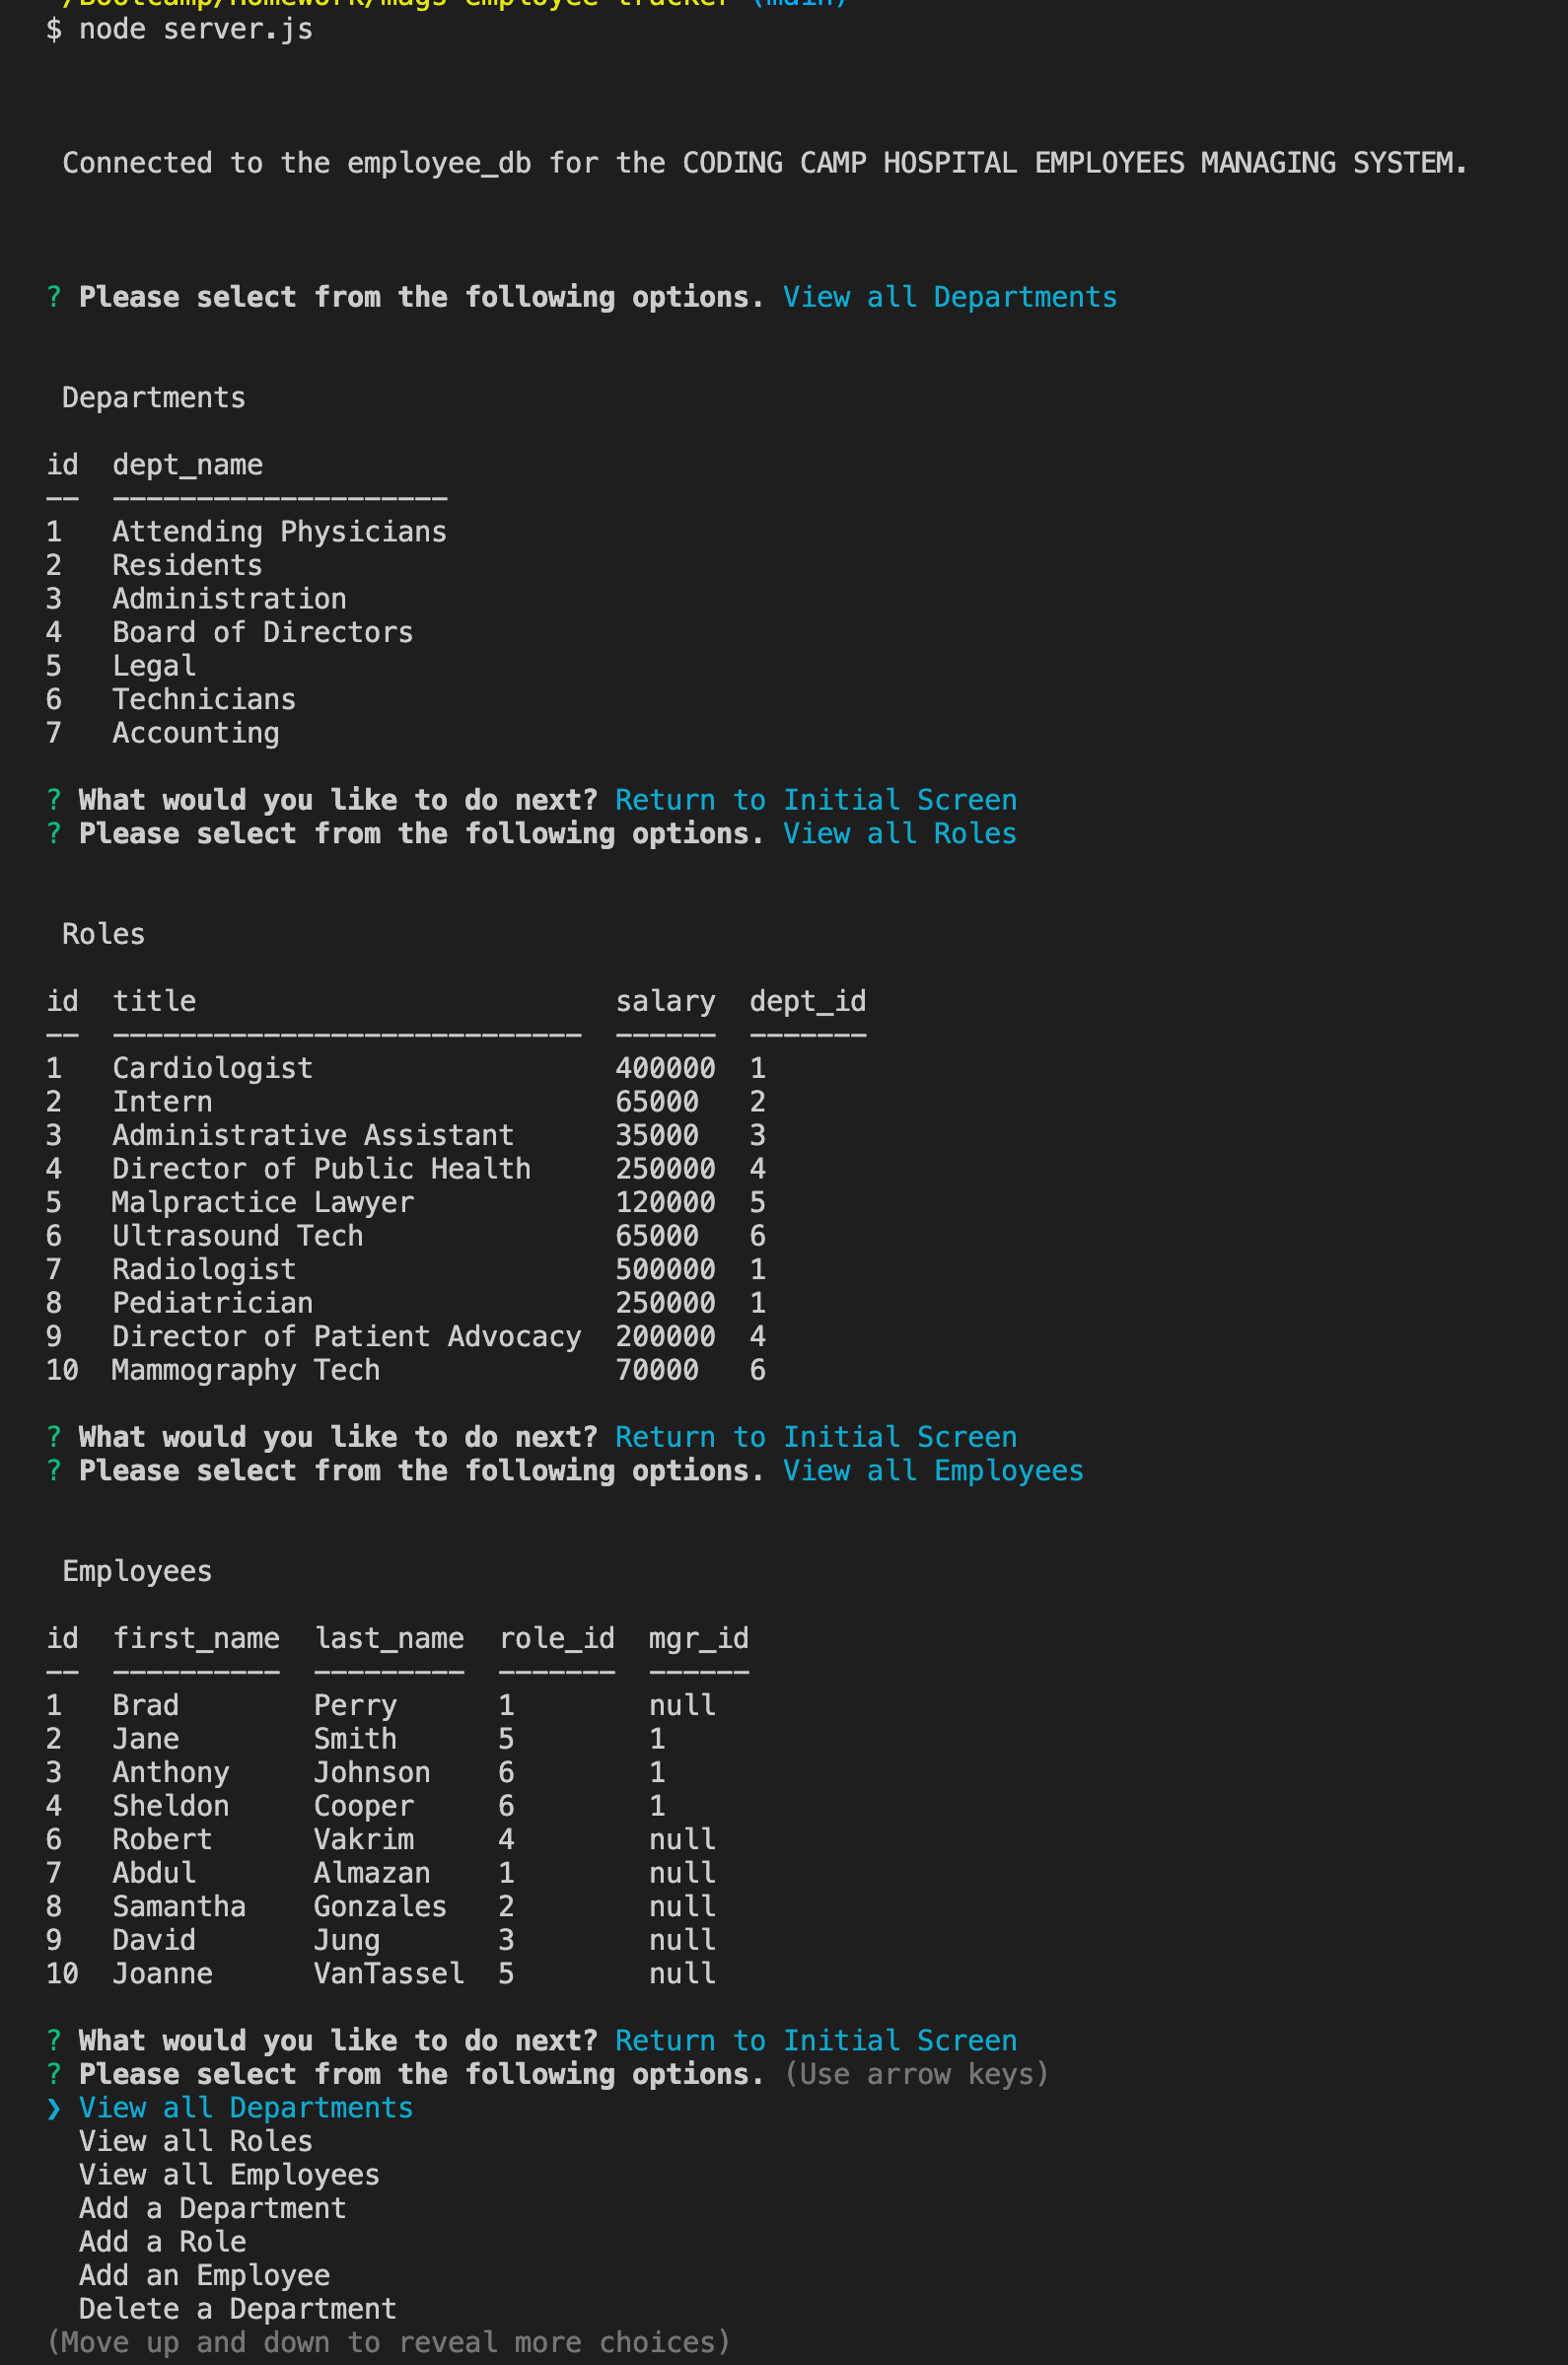 ~/Bootcamp/Homework/mags-employee-tracker (main)
$ node server.js
Connected to the employee_db for the CODING CAMP HOSPITAL EMPLOYEES MANAGING SYSTEM.
? Please select from the following options. View all Departments
Departments
id  dept_name
--  --------------------
1   Attending Physicians
2   Residents
3   Administration
4   Board of Directors
5   Legal
6   Technicians
7   Accounting
? What would you like to do next? Return to Initial Screen
? Please select from the following options. View all Roles
Roles
id  title                         salary  dept_id
--  ----------------------------  ------  -------
1   Cardiologist                  400000  1
2   Intern                        65000   2
3   Administrative Assistant      35000   3
4   Director of Public Health     250000  4
5   Malpractice Lawyer            120000  5
6   Ultrasound Tech               65000   6
7   Radiologist                   500000  1
8   Pediatrician                  250000  1
9   Director of Patient Advocacy  200000  4
10  Mammography Tech              70000   6
? What would you like to do next? Return to Initial Screen
? Please select from the following options. View all Employees
Employees
id  first_name  last_name  role_id  mgr_id
--  ----------  ---------  -------  ------
1   Brad        Perry      1        null
2   Jane        Smith      5        1
3   Anthony     Johnson    6        1
4   Sheldon     Cooper     6        1
6   Robert      Vakrim     4        null
7   Abdul       Almazan    1        null
8   Samantha    Gonzales   2        null
9   David       Jung       3        null
10  Joanne      VanTassel  5        null
? What would you like to do next? Return to Initial Screen
? Please select from the following options. (Use arrow keys)
❯ View all Departments
  View all Roles
  View all Employees
  Add a Department
  Add a Role
  Add an Employee
  Delete a Department
(Move up and down to reveal more choices)